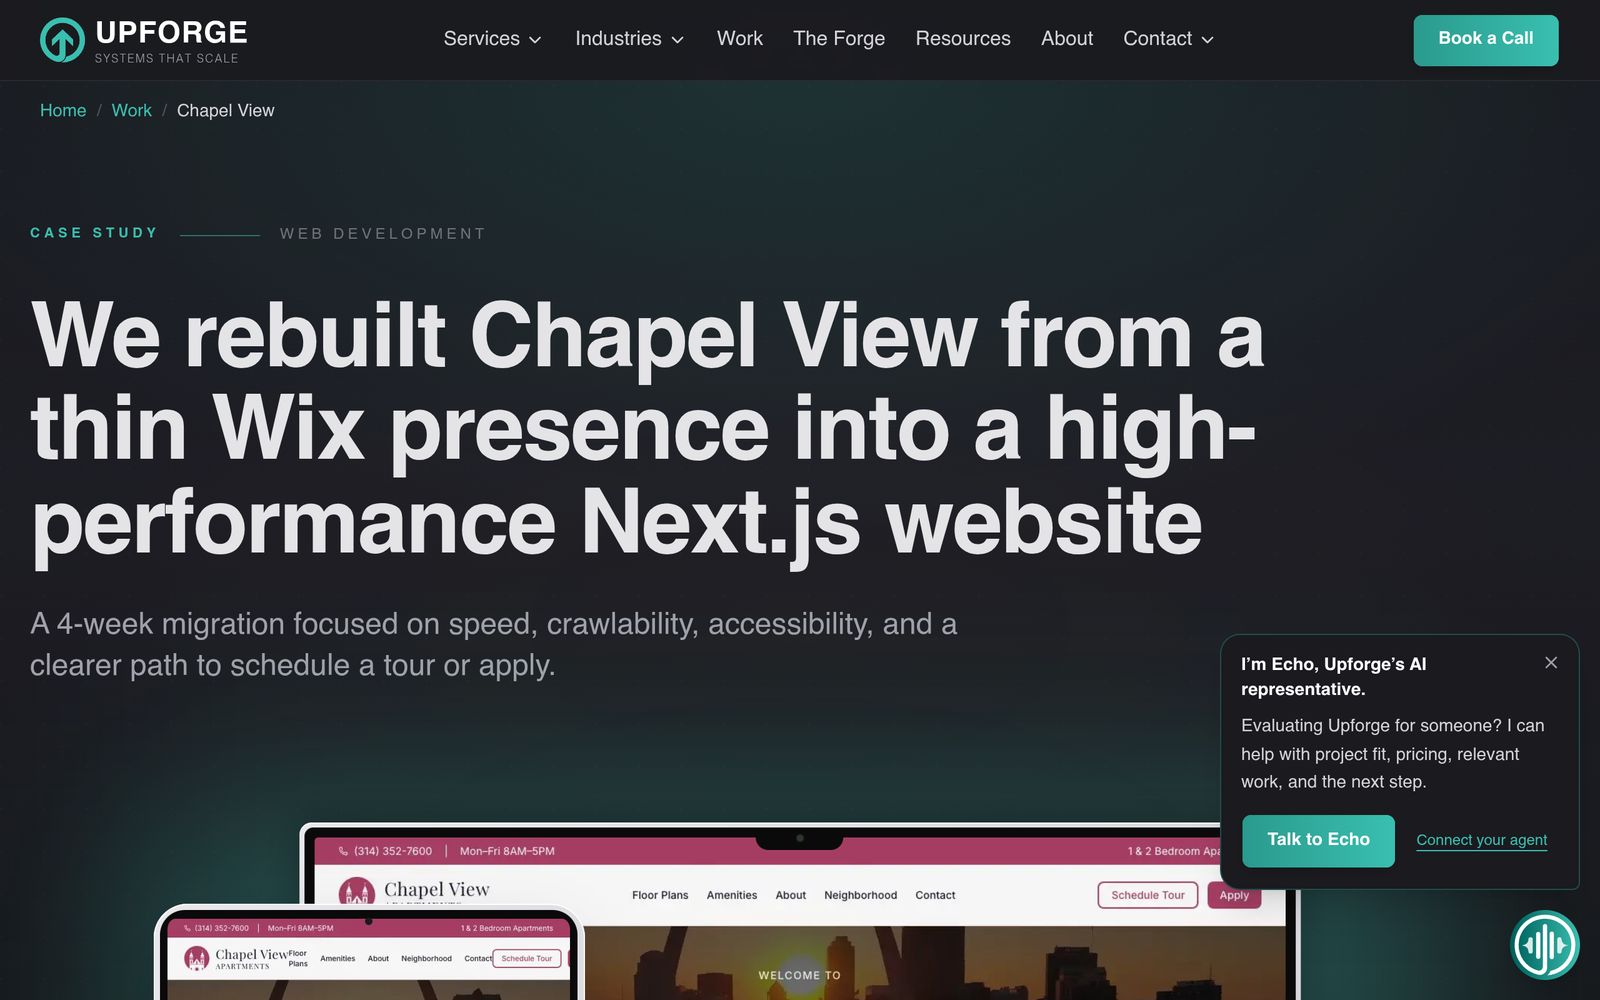 UPFORGE
SYSTEMS THAT SCALE
Services
Industries
Work
The Forge
Resources
About
Contact
Book a Call
Home / Work / Chapel View
CASE STUDY
WEB DEVELOPMENT
We rebuilt Chapel View from a
thin Wix presence into a high-
performance Next.js website
A 4-week migration focused on speed, crawlability, accessibility, and a
clearer path to schedule a tour or apply.
I'm Echo, Upforge's AI
representative.
Evaluating Upforge for someone? I can
help with project fit, pricing, relevant
work, and the next step.
Talk to Echo
Connect your agent
(314) 352-7600 | Mon–Fri 8AM–5PM
1 & 2 Bedroom Apa
Chapel View
Floor Plans
Amenities
About
Neighborhood
Contact
Schedule Tour
Apply
WELCOME TO
(314) 352-7600 | Mon–Fri 8AM–5PM
1 & 2 Bedroom Apartments
Chapel View
APARTMENTS
Floor
Plans
Amenities
About
Neighborhood
Contact
Schedule Tour